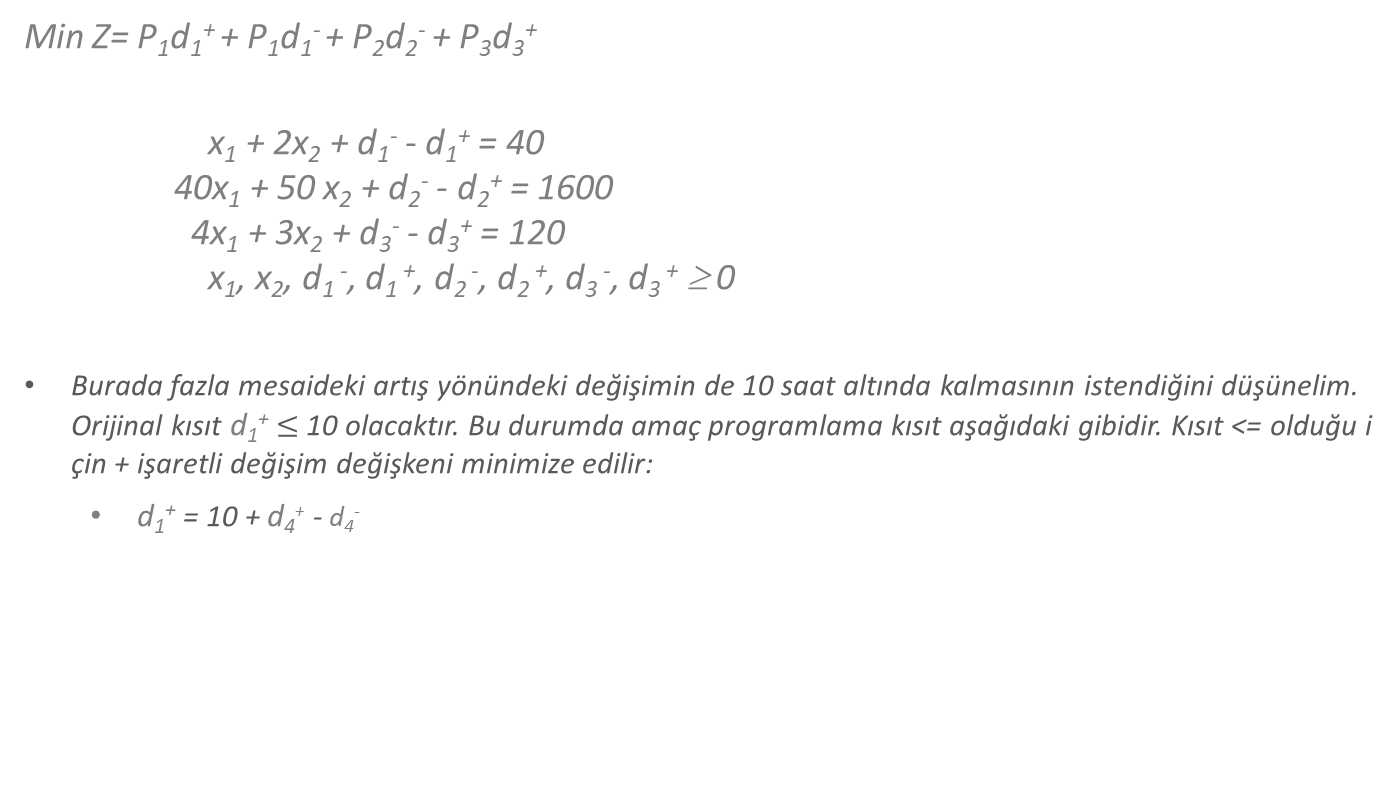 Min Z= P₁d₁⁺ + P₁d₁⁻ + P₂d₂⁻ + P₃d₃⁺
x₁ + 2x₂ + d₁⁻ - d₁⁺ = 40
40x₁ + 50 x₂ + d₂⁻ - d₂⁺ = 1600
4x₁ + 3x₂ + d₃⁻ - d₃⁺ = 120
x₁, x₂, d₁⁻, d₁⁺, d₂⁻, d₂⁺, d₃⁻, d₃⁺ ≥ 0
• Burada fazla mesaideki artış yönündeki değişimin de 10 saat altında kalmasının istendiğini düşünelim.
Orijinal kısıt d₁⁺ ≤ 10 olacaktır. Bu durumda amaç programlama kısıt aşağıdaki gibidir. Kısıt <= olduğu i
çin + işaretli değişim değişkeni minimize edilir:
• d₁⁺ = 10 + d₄⁺ - d₄⁻